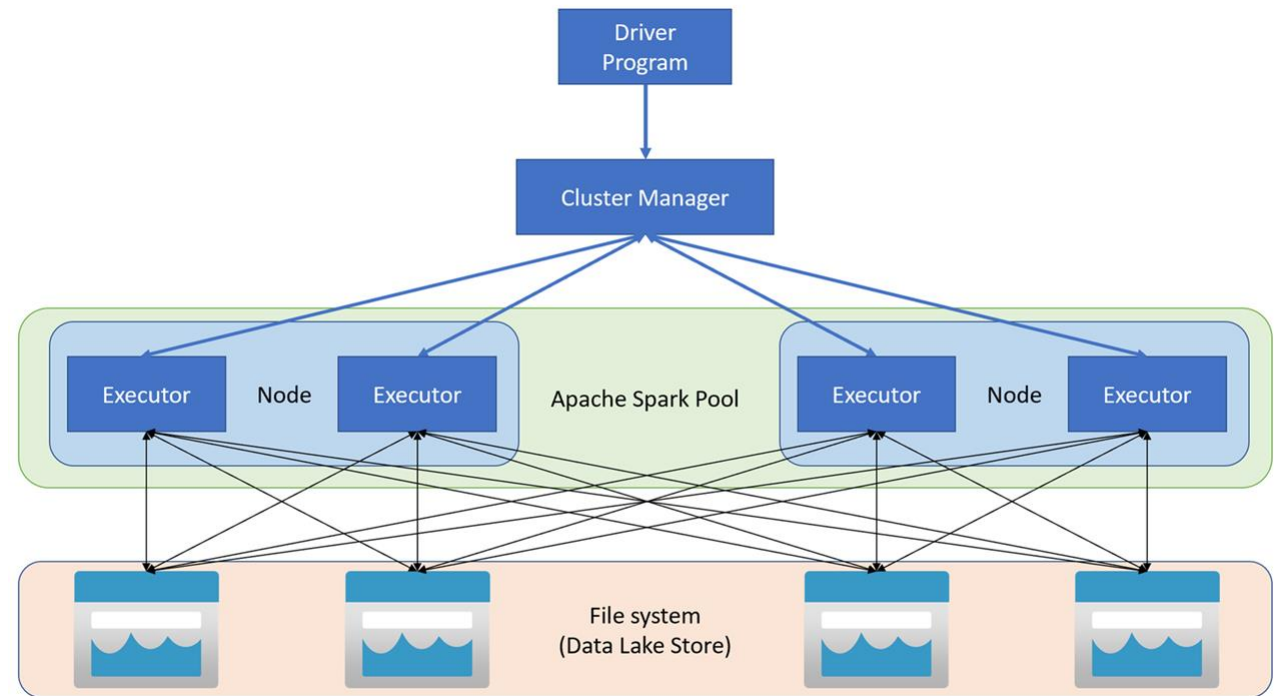 Driver
Program
Cluster Manager
Executor
Node
Executor
Apache Spark Pool
Executor
Node
Executor
File system
(Data Lake Store)